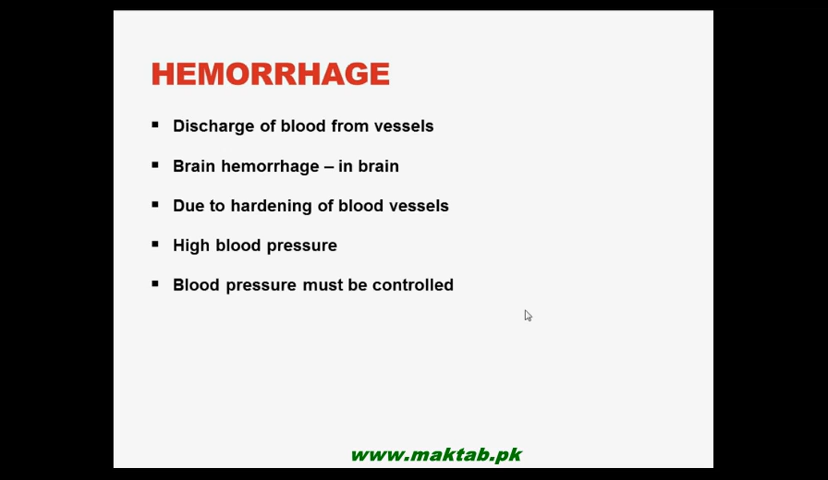 HEMORRHAGE
▪ Discharge of blood from vessels
▪ Brain hemorrhage – in brain
▪ Due to hardening of blood vessels
▪ High blood pressure
▪ Blood pressure must be controlled
www.maktab.pk